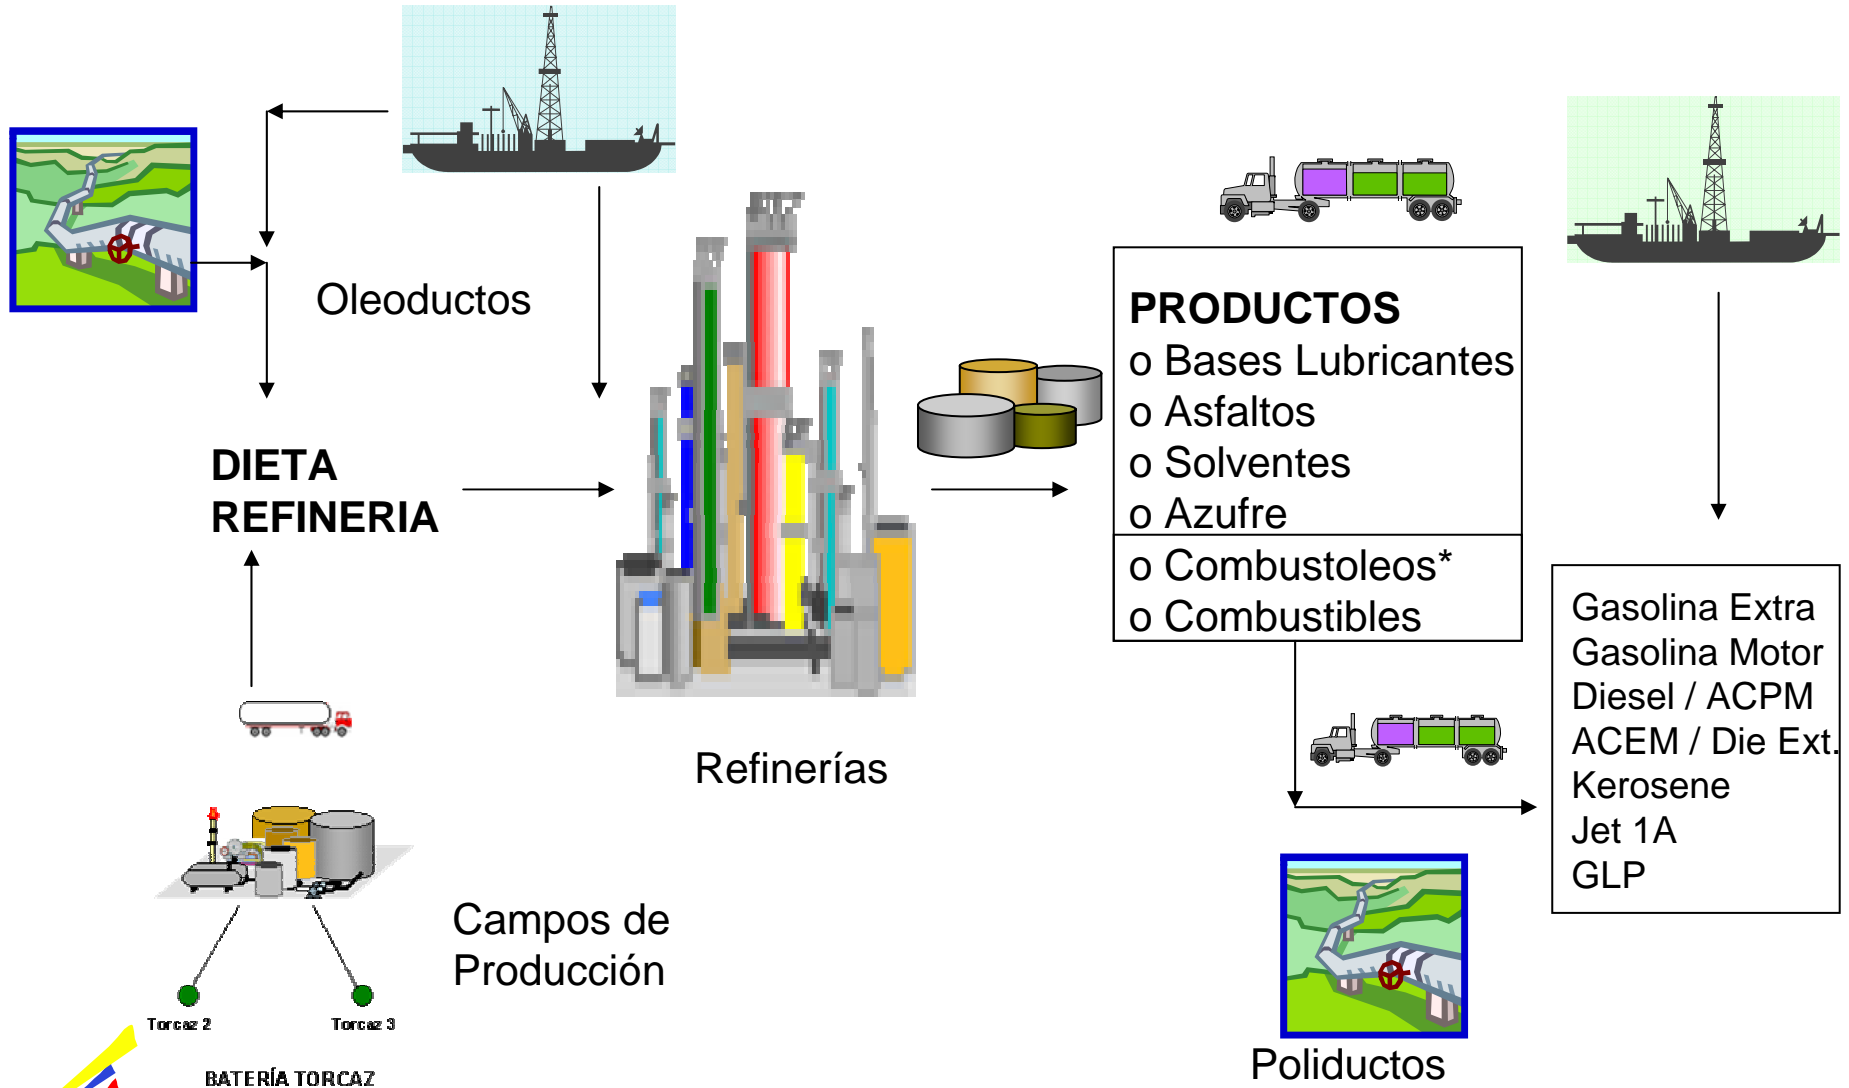 Oleoductos
DIETA
REFINERIA
Refinerías
Campos de
Producción
Torcaz 2
Torcaz 3
BATERÍA TORCAZ
PRODUCTOS
o Bases Lubricantes
o Asfaltos
o Solventes
o Azufre
o Combustoleos*
o Combustibles
Gasolina Extra
Gasolina Motor
Diesel / ACPM
ACEM / Die Ext.
Kerosene
Jet 1A
GLP
Poliductos